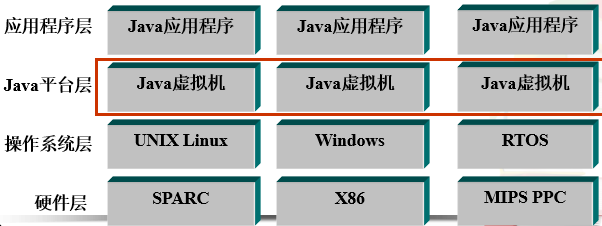 应用程序层 Java应用程序 Java应用程序 Java应用程序
Java平台层 Java虚拟机 Java虚拟机 Java虚拟机
操作系统层 UNIX Linux Windows RTOS
硬件层 SPARC X86 MIPS PPC